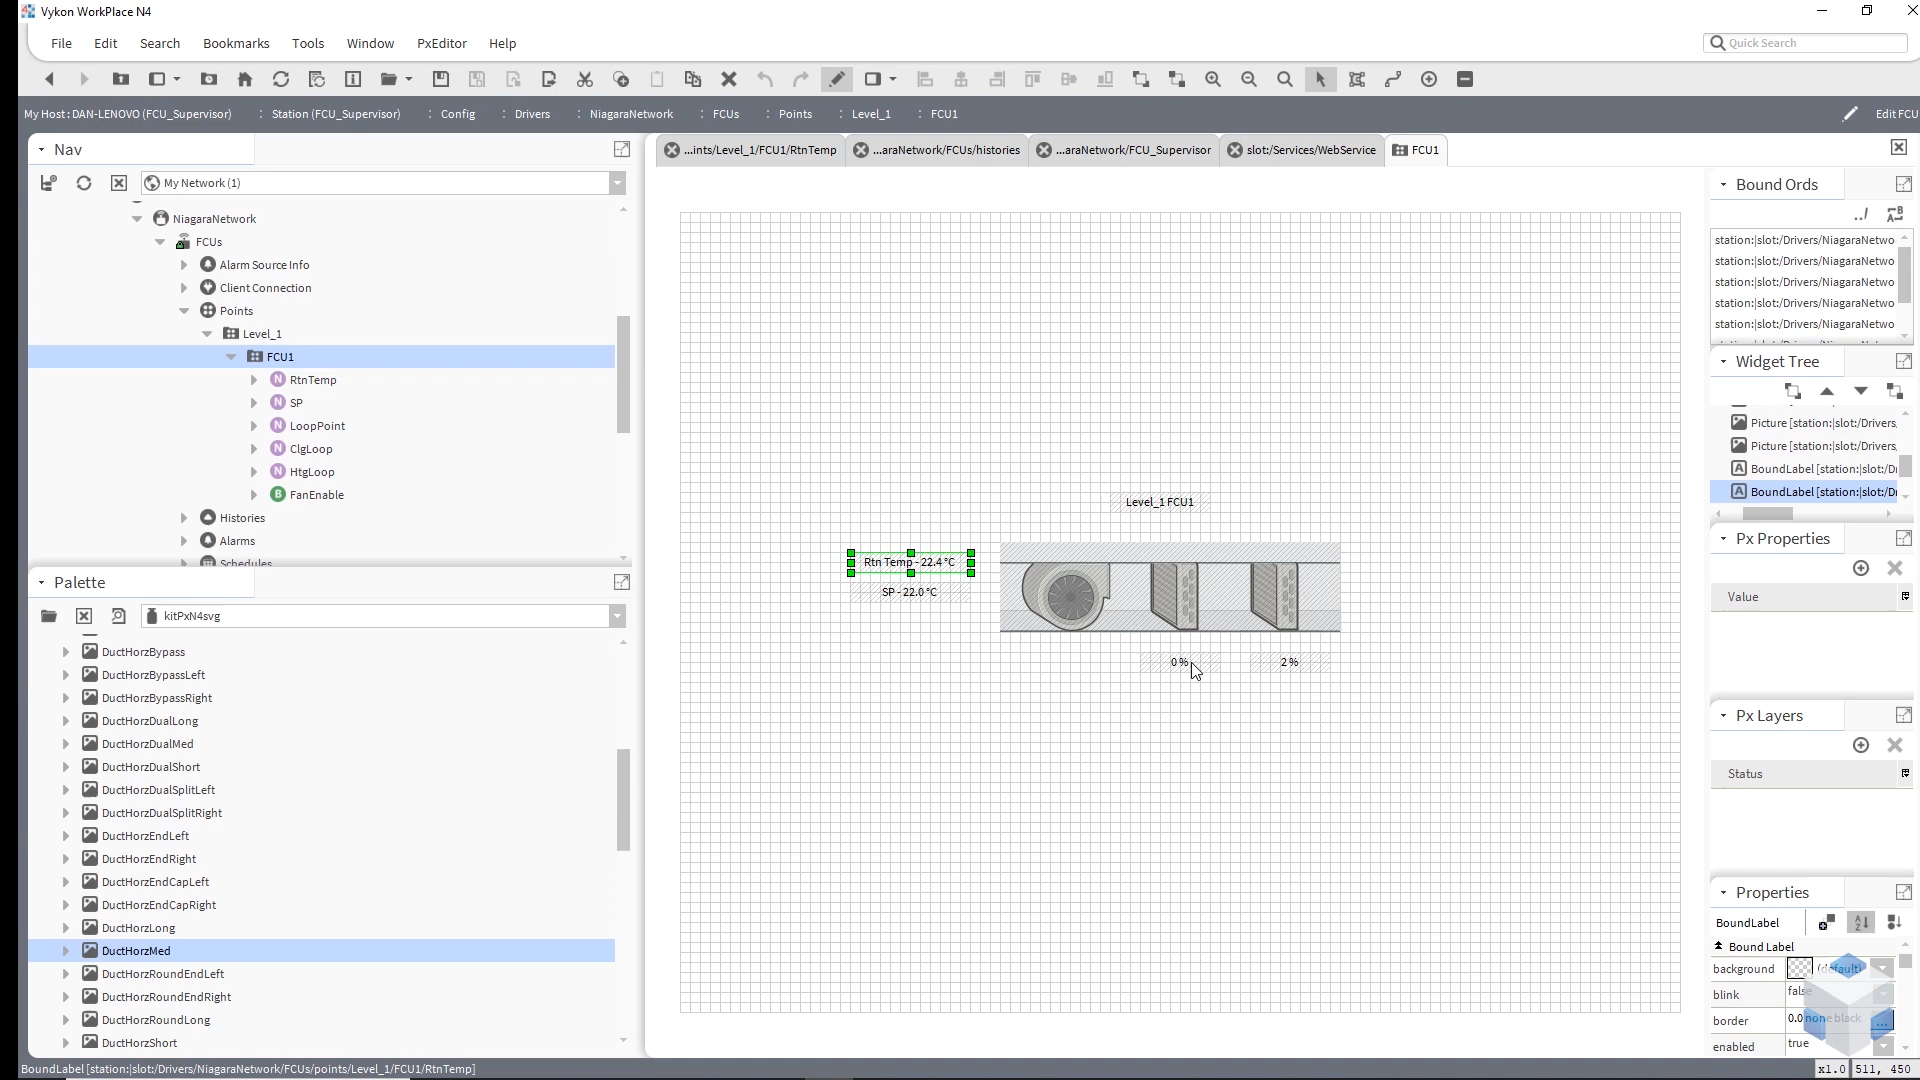 Vykon WorkPlace N4
File Edit Search Bookmarks Tools Window PxEditor Help
Quick Search
My Host : DAN-LENOVO (FCU_Supervisor) : Station (FCU_Supervisor) : Config : Drivers : NiagaraNetwork : FCUs : Points : Level_1 : FCU1
Edit FCU
Nav
My Network (1)
NiagaraNetwork
FCUs
Alarm Source Info
Client Connection
Points
Level_1
FCU1
N RtnTemp
N SP
N LoopPoint
N ClgLoop
N HtgLoop
B FanEnable
Histories
Alarms
Schedules
Palette
kitPxN4svg
DuctHorzBypass
DuctHorzBypassLeft
DuctHorzBypassRight
DuctHorzDualLong
DuctHorzDualMed
DuctHorzDualShort
DuctHorzDualSplitLeft
DuctHorzDualSplitRight
DuctHorzEndLeft
DuctHorzEndRight
DuctHorzEndCapLeft
DuctHorzEndCapRight
DuctHorzLong
DuctHorzMed
DuctHorzRoundEndLeft
DuctHorzRoundEndRight
DuctHorzRoundLong
DuctHorzShort
...ints/Level_1/FCU1/RtnTemp
...araNetwork/FCUs/histories
...araNetwork/FCU_Supervisor
slot:/Services/WebService
FCU1
Level_1 FCU1
Rtn Temp - 22.4 °C
SP - 22.0 °C
0 %
2 %
Bound Ords
station:|slot:/Drivers/NiagaraNetwo
station:|slot:/Drivers/NiagaraNetwo
station:|slot:/Drivers/NiagaraNetwo
station:|slot:/Drivers/NiagaraNetwo
station:|slot:/Drivers/NiagaraNetwo
Widget Tree
Picture [station:|slot:/Drivers,
Picture [station:|slot:/Drivers,
A BoundLabel [station:|slot:/Dr
A BoundLabel [station:|slot:/Dr
Px Properties
Value
Px Layers
Status
Properties
BoundLabel
Bound Label
background (default)
blink false
border 0.0 none black
enabled true
BoundLabel [station:|slot:/Drivers/NiagaraNetwork/FCUs/points/Level_1/FCU1/RtnTemp]
x1.0 511, 450